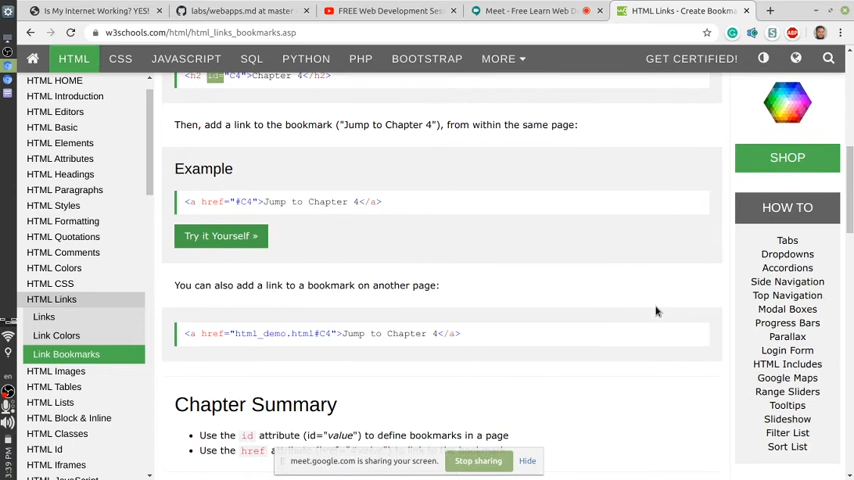 Is My Internet Working? YES!
labs/webapps.md at master
FREE Web Development Ses
Meet - Free Learn Web D
HTML Links - Create Bookma
w3schools.com/html/html_links_bookmarks.asp
HTML CSS JAVASCRIPT SQL PYTHON PHP BOOTSTRAP MORE GET CERTIFIED!
HTML HOME
HTML Introduction
HTML Editors
HTML Basic
HTML Elements
HTML Attributes
HTML Headings
HTML Paragraphs
HTML Styles
HTML Formatting
HTML Quotations
HTML Comments
HTML Colors
HTML CSS
HTML Links
Links
Link Colors
Link Bookmarks
HTML Images
HTML Tables
HTML Lists
HTML Block & Inline
HTML Classes
HTML Id
HTML Iframes
<h2 id="C4">Chapter 4</h2>
Then, add a link to the bookmark ("Jump to Chapter 4"), from within the same page:
Example
<a href="#C4">Jump to Chapter 4</a>
Try it Yourself »
You can also add a link to a bookmark on another page:
<a href="html_demo.html#C4">Jump to Chapter 4</a>
Chapter Summary
• Use the id attribute (id="value") to define bookmarks in a page
• Use the href
meet.google.com is sharing your screen.
Stop sharing
Hide
SHOP
HOW TO
Tabs
Dropdowns
Accordions
Side Navigation
Top Navigation
Modal Boxes
Progress Bars
Parallax
Login Form
HTML Includes
Google Maps
Range Sliders
Tooltips
Slideshow
Filter List
Sort List
en
3:39 PM